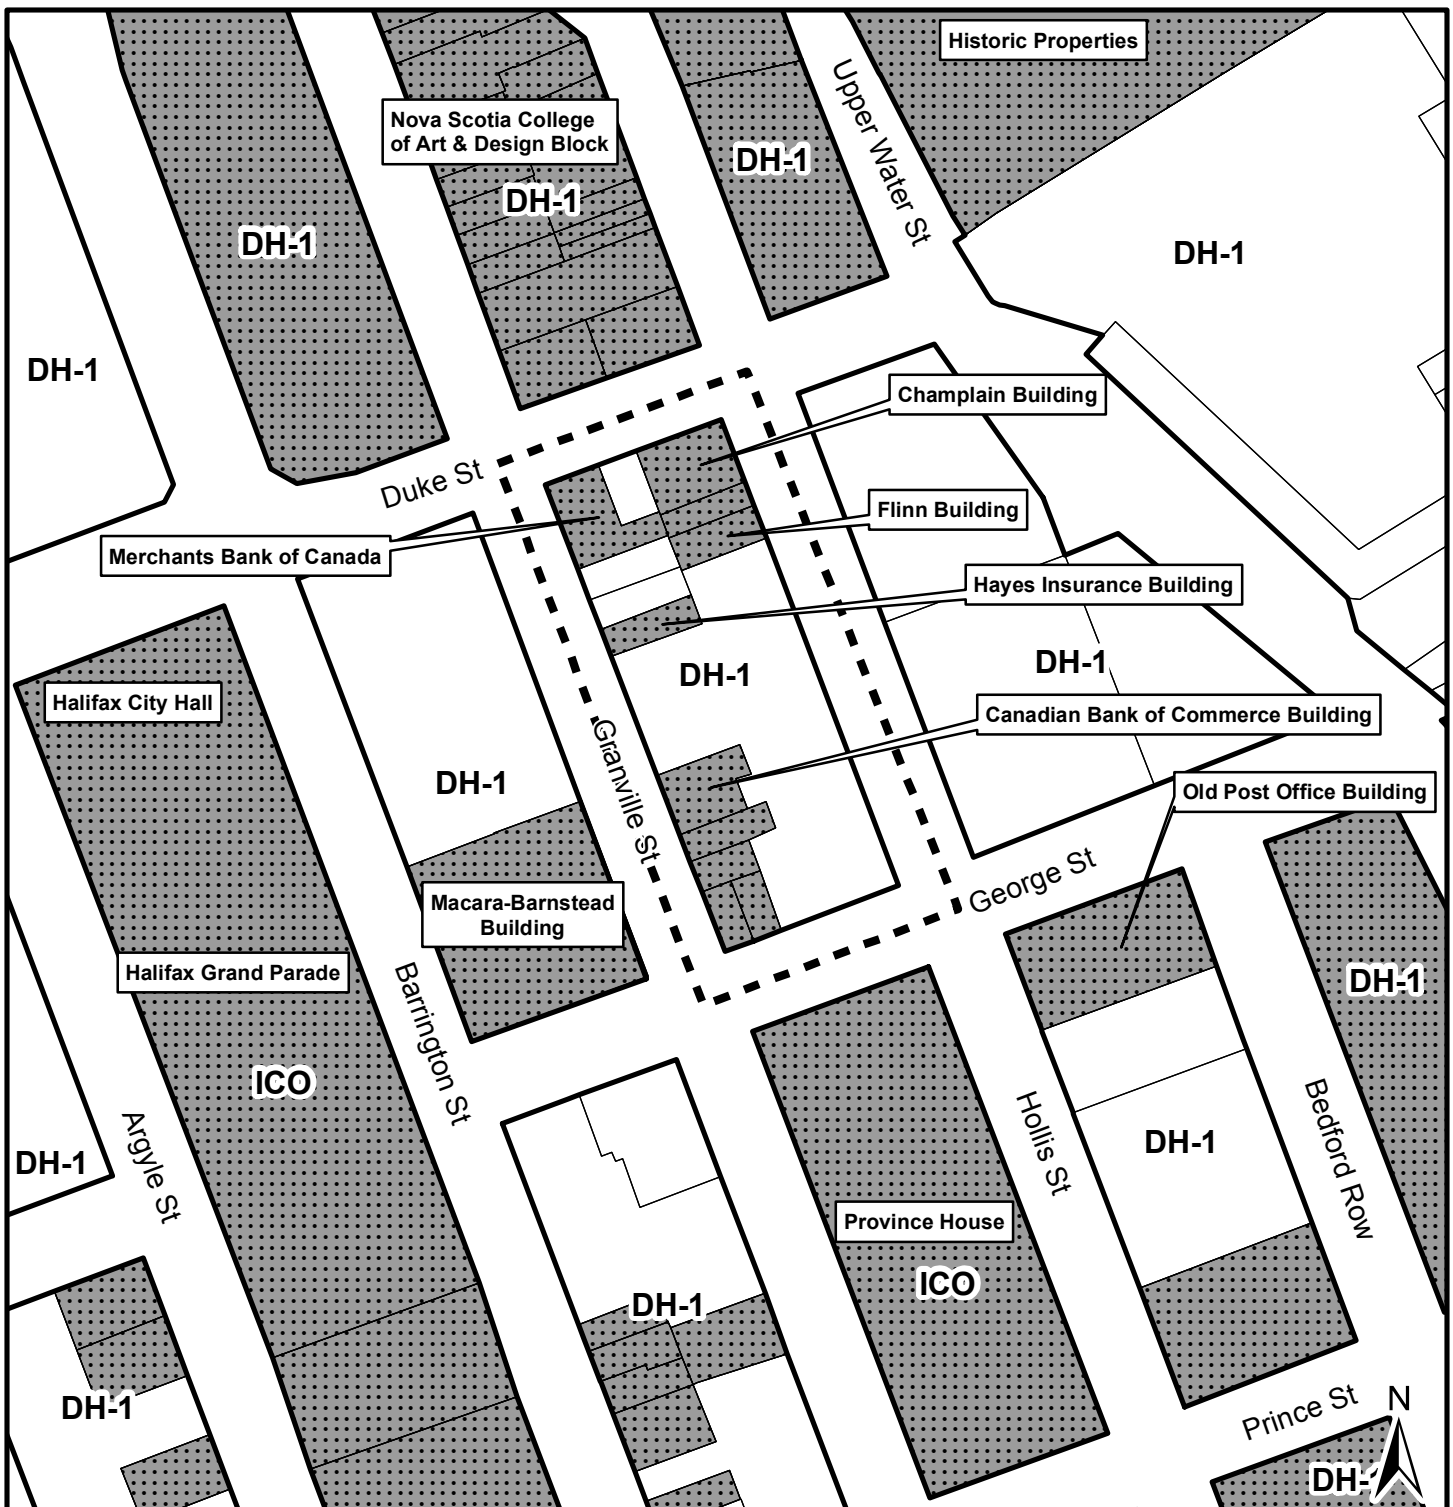 Historic Properties
Upper Water St
Nova Scotia College
of Art & Design Block
DH-1
DH-1
DH-1
DH-1
DH-1
Champlain Building
Duke St
Flinn Building
Merchants Bank of Canada
Hayes Insurance Building
DH-1
DH-1
Halifax City Hall
Canadian Bank of Commerce Building
Granville St
DH-1
Old Post Office Building
George St
Macara-Barnstead
Building
Halifax Grand Parade
DH-1
Barrington St
ICO
Argyle St
Hollis St
Bedford Row
DH-1
DH-1
Province House
ICO
DH-1
DH-1
Prince St
N
DH-1